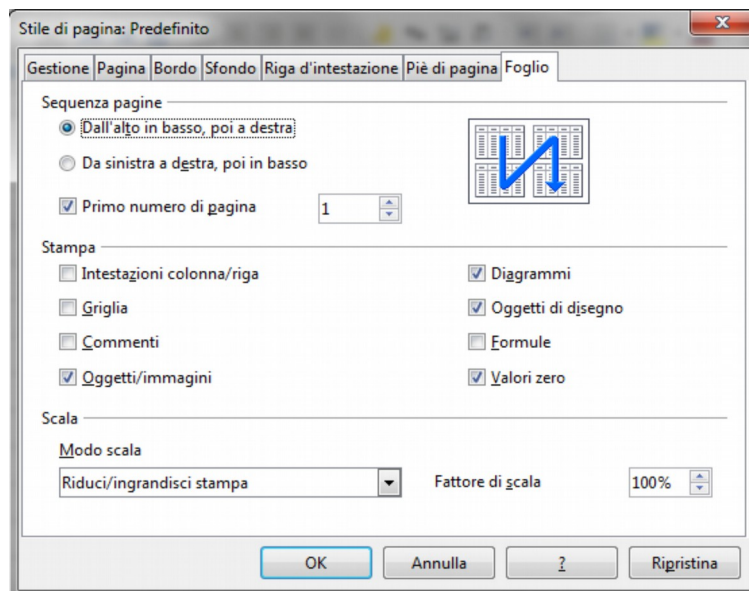 Stile di pagina: Predefinito
Gestione Pagina Bordo Sfondo Riga d'intestazione Piè di pagina Foglio
Sequenza pagine
Dall'alto in basso, poi a destra
Da sinistra a destra, poi in basso
Primo numero di pagina 1
Stampa
Intestazioni colonna/riga Diagrammi
Griglia Oggetti di disegno
Commenti Formule
Oggetti/immagini Valori zero
Scala
Modo scala
Riduci/ingrandisci stampa Fattore di scala 100%
OK Annulla ? Ripristina